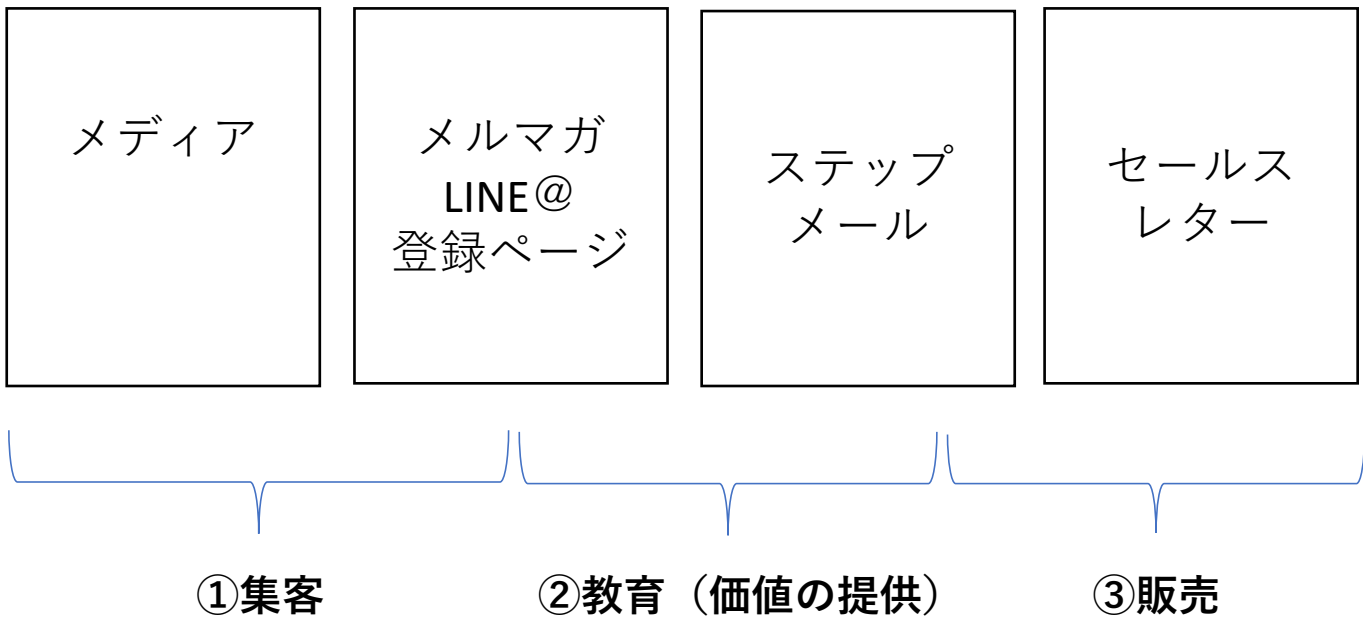 メディア
メルマガ
LINE＠
登録ページ
ステップ
メール
セールス
レター
①集客
②教育（価値の提供）
③販売